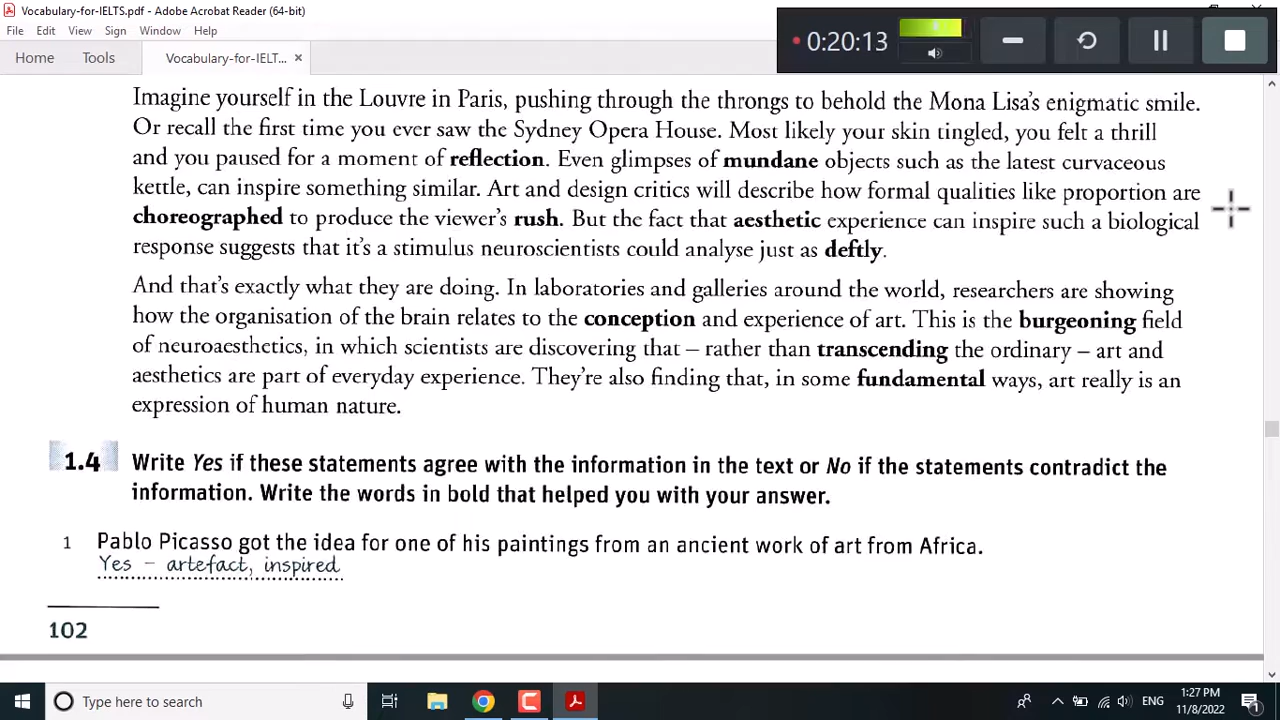 Vocabulary-for-IELTS.pdf - Adobe Acrobat Reader (64-bit)
File Edit View Sign Window Help
0:20:13
Home Tools Vocabulary-for-IELT... ×
Imagine yourself in the Louvre in Paris, pushing through the throngs to behold the Mona Lisa's enigmatic smile.
Or recall the first time you ever saw the Sydney Opera House. Most likely your skin tingled, you felt a thrill
and you paused for a moment of reflection. Even glimpses of mundane objects such as the latest curvaceous
kettle, can inspire something similar. Art and design critics will describe how formal qualities like proportion are
choreographed to produce the viewer's rush. But the fact that aesthetic experience can inspire such a biological
response suggests that it's a stimulus neuroscientists could analyse just as deftly.
And that's exactly what they are doing. In laboratories and galleries around the world, researchers are showing
how the organisation of the brain relates to the conception and experience of art. This is the burgeoning field
of neuroaesthetics, in which scientists are discovering that – rather than transcending the ordinary – art and
aesthetics are part of everyday experience. They're also finding that, in some fundamental ways, art really is an
expression of human nature.
1.4 Write Yes if these statements agree with the information in the text or No if the statements contradict the
information. Write the words in bold that helped you with your answer.
1 Pablo Picasso got the idea for one of his paintings from an ancient work of art from Africa.
Yes – artefact, inspired
102
Type here to search
ENG
1:27 PM
11/8/2022
1